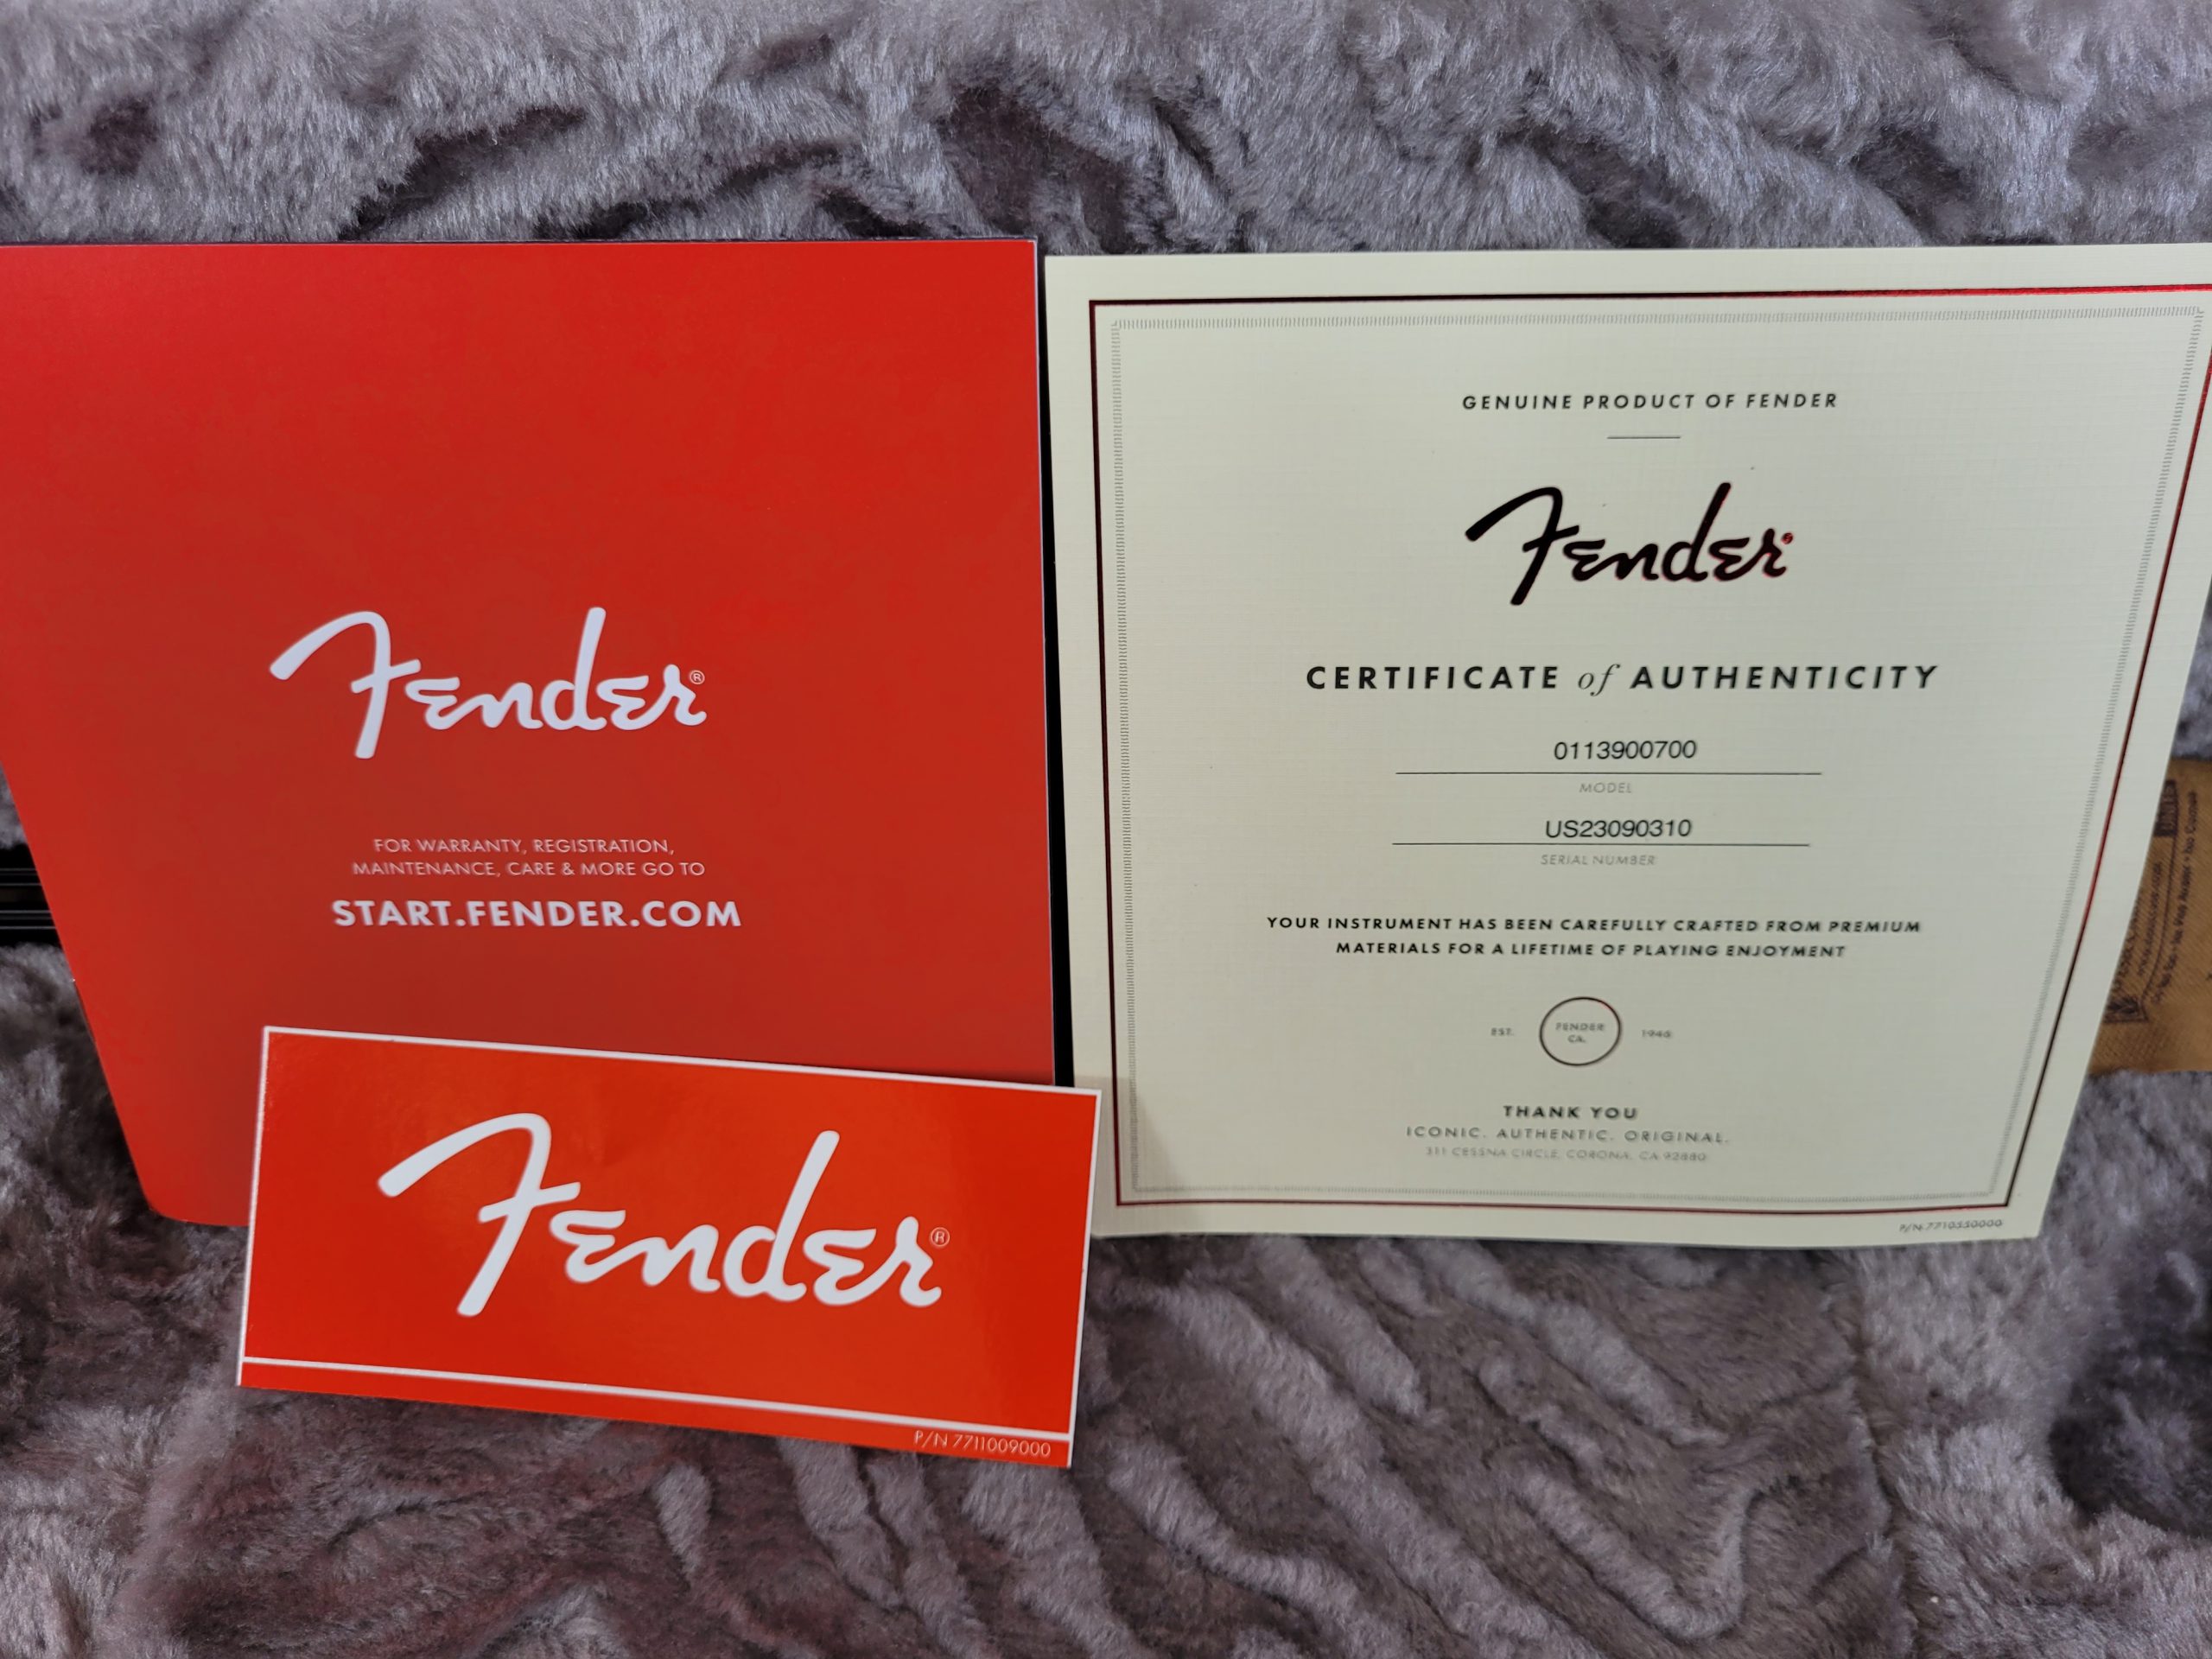 Fender®
FOR WARRANTY, REGISTRATION,
MAINTENANCE, CARE & MORE GO TO
START.FENDER.COM
Fender®
P/N 7711009000
GENUINE PRODUCT OF FENDER
Fender®
CERTIFICATE of AUTHENTICITY
0113900700
MODEL
US23090310
SERIAL NUMBER
YOUR INSTRUMENT HAS BEEN CAREFULLY CRAFTED FROM PREMIUM
MATERIALS FOR A LIFETIME OF PLAYING ENJOYMENT
EST. FENDER 1946
CA.
THANK YOU
ICONIC. AUTHENTIC. ORIGINAL.
311 CESSNA CIRCLE, CORONA, CA 92880
P/N 7710550000